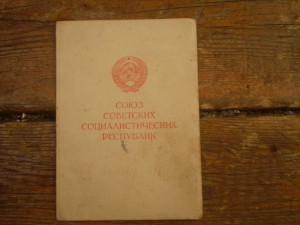 СОЮЗ
СОВЕТСКИХ
СОЦИАЛИСТИЧЕСКИХ
РЕСПУБЛИК